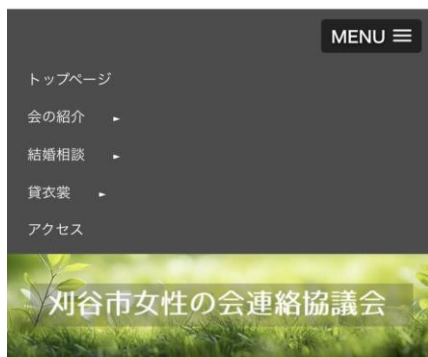 MENU
トップページ
会の紹介 ►
結婚相談 ►
貸衣裳 ►
アクセス
刈谷市女性の会連絡協議会